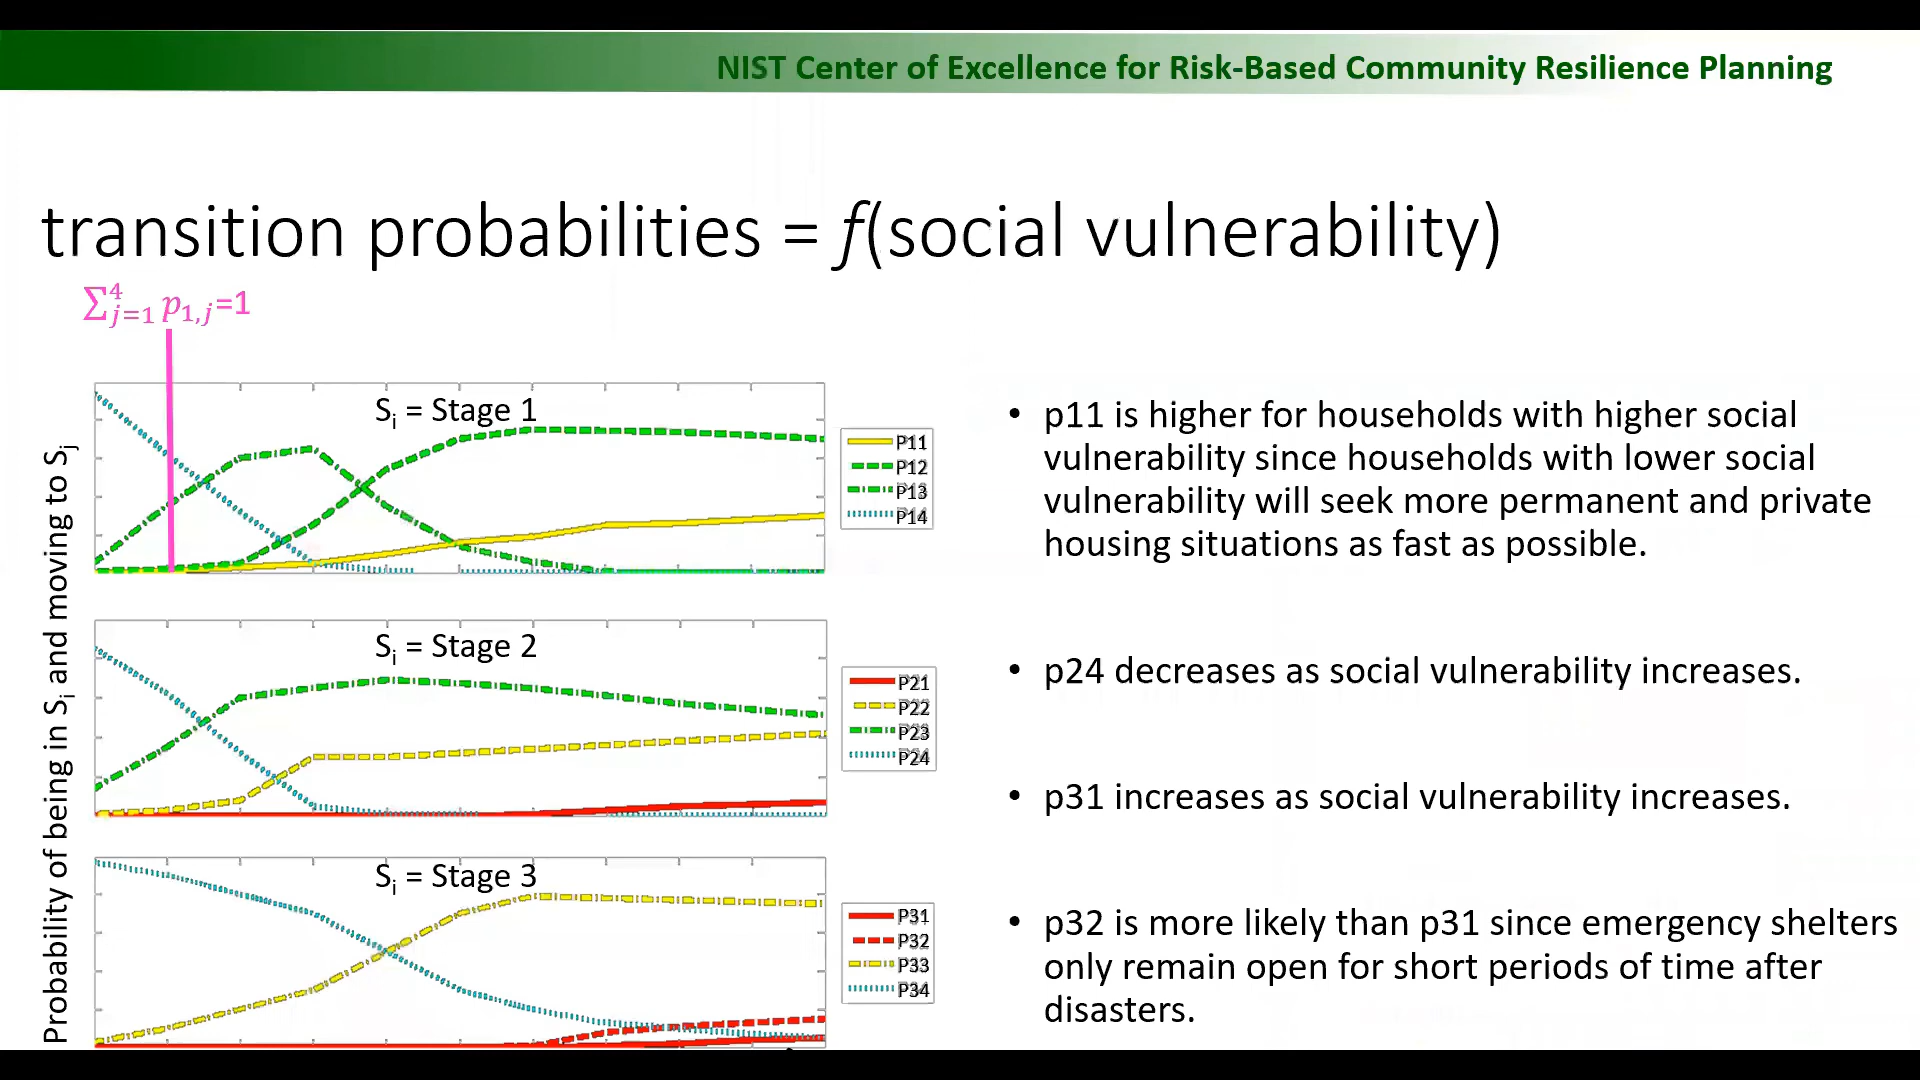 NIST Center of Excellence for Risk-Based Community Resilience Planning
transition probabilities = f(social vulnerability)
∑⁴ⱼ₌₁ p₁,ⱼ=1
Probability of being in Sᵢ and moving to Sⱼ
Sᵢ = Stage 1
P11
P12
P13
P14
Sᵢ = Stage 2
P21
P22
P23
P24
Sᵢ = Stage 3
P31
P32
P33
P34
• p11 is higher for households with higher social
vulnerability since households with lower social
vulnerability will seek more permanent and private
housing situations as fast as possible.
• p24 decreases as social vulnerability increases.
• p31 increases as social vulnerability increases.
• p32 is more likely than p31 since emergency shelters
only remain open for short periods of time after
disasters.